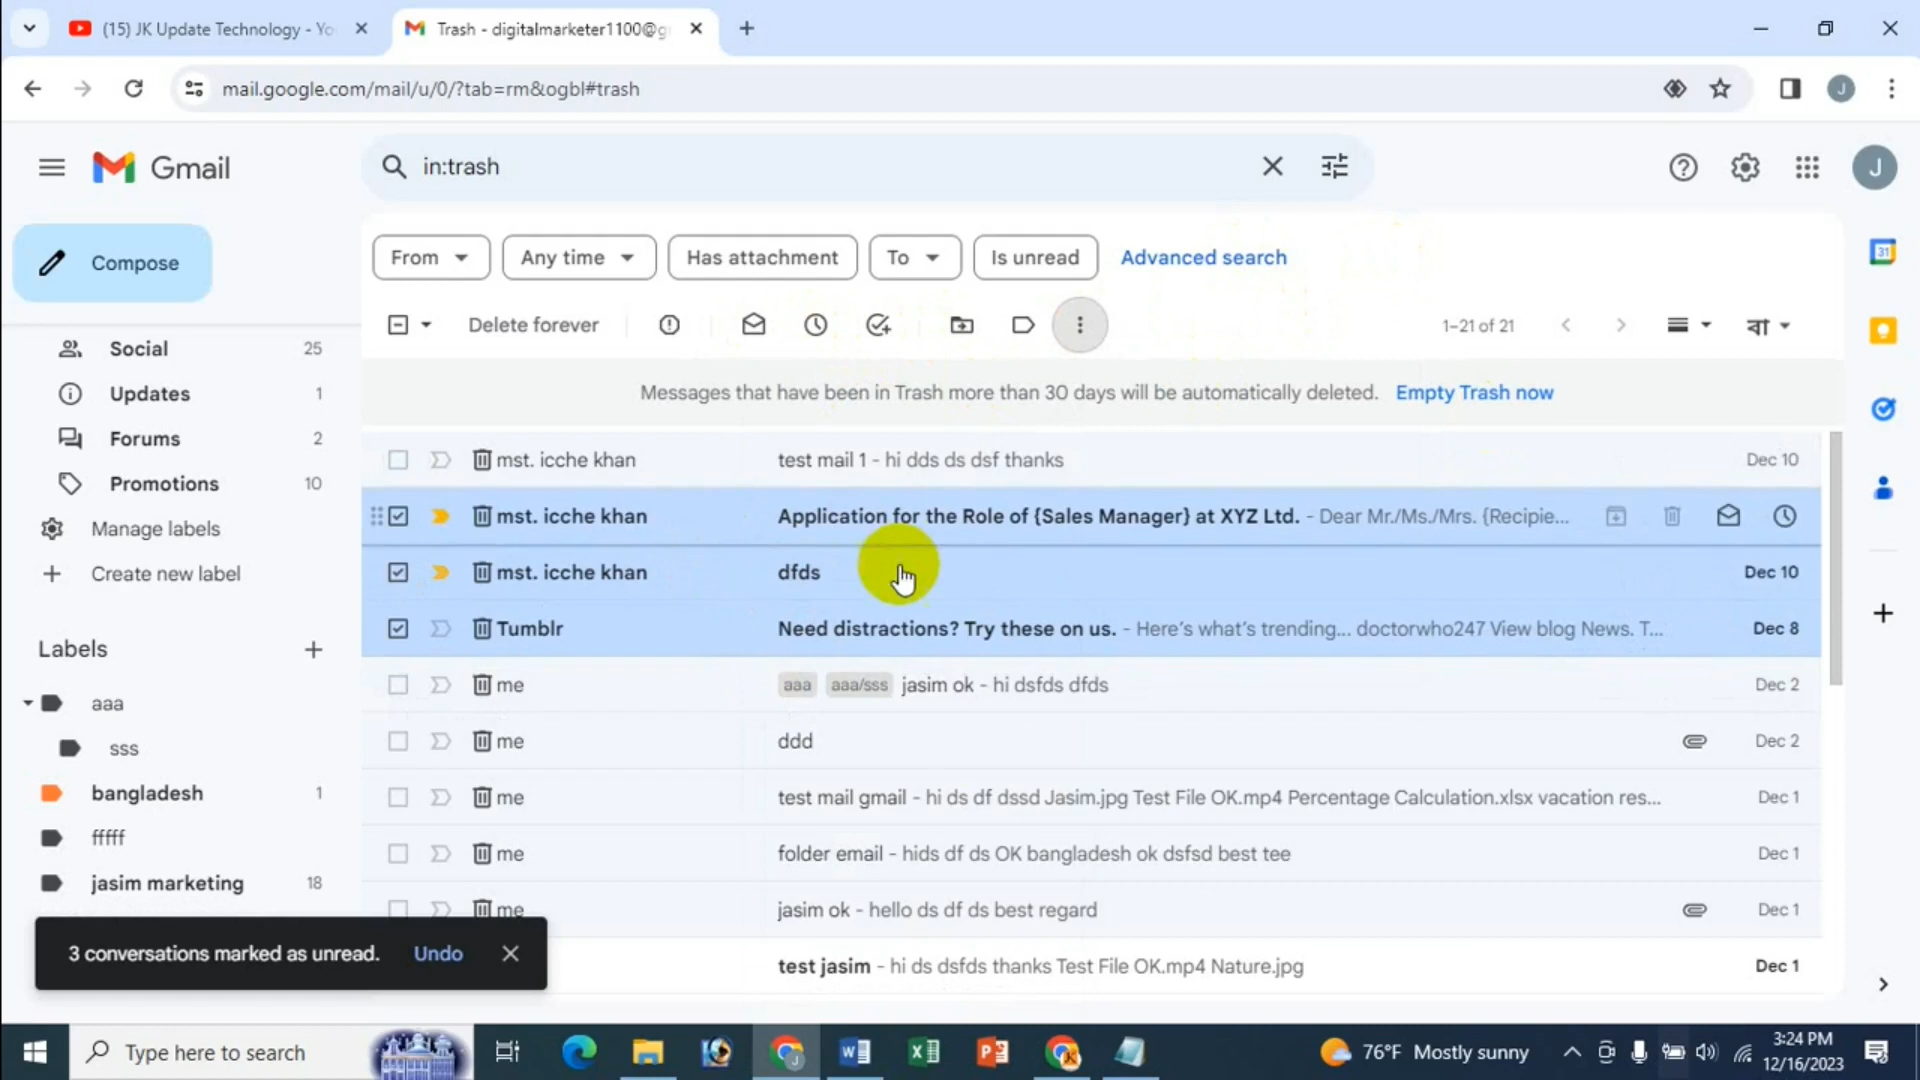 (15) JK Update Technology - Yo
Trash - digitalmarketer1100@g
mail.google.com/mail/u/0/?tab=rm&ogbl#trash
J
Gmail
in:trash
J
Compose
From
Any time
Has attachment
To
Is unread
Advanced search
31
Delete forever
1–21 of 21
বা
Social 25
Updates 1
Forums 2
Promotions 10
Manage labels
Create new label
Labels
aaa
sss
bangladesh 1
fffff
jasim marketing 18
Messages that have been in Trash more than 30 days will be automatically deleted. Empty Trash now
mst. icche khan test mail 1 - hi dds ds dsf thanks Dec 10
mst. icche khan Application for the Role of {Sales Manager} at XYZ Ltd. - Dear Mr./Ms./Mrs. {Recipie...
mst. icche khan dfds Dec 10
Tumblr Need distractions? Try these on us. - Here's what's trending... doctorwho247 View blog News. T... Dec 8
me aaa aaa/sss jasim ok - hi dsfds dfds Dec 2
me ddd Dec 2
me test mail gmail - hi ds df dssd Jasim.jpg Test File OK.mp4 Percentage Calculation.xlsx vacation res... Dec 1
me folder email - hids df ds OK bangladesh ok dsfsd best tee Dec 1
me jasim ok - hello ds df ds best regard Dec 1
test jasim - hi ds dsfds thanks Test File OK.mp4 Nature.jpg Dec 1
3 conversations marked as unread. Undo
Type here to search
76°F Mostly sunny
3:24 PM
12/16/2023